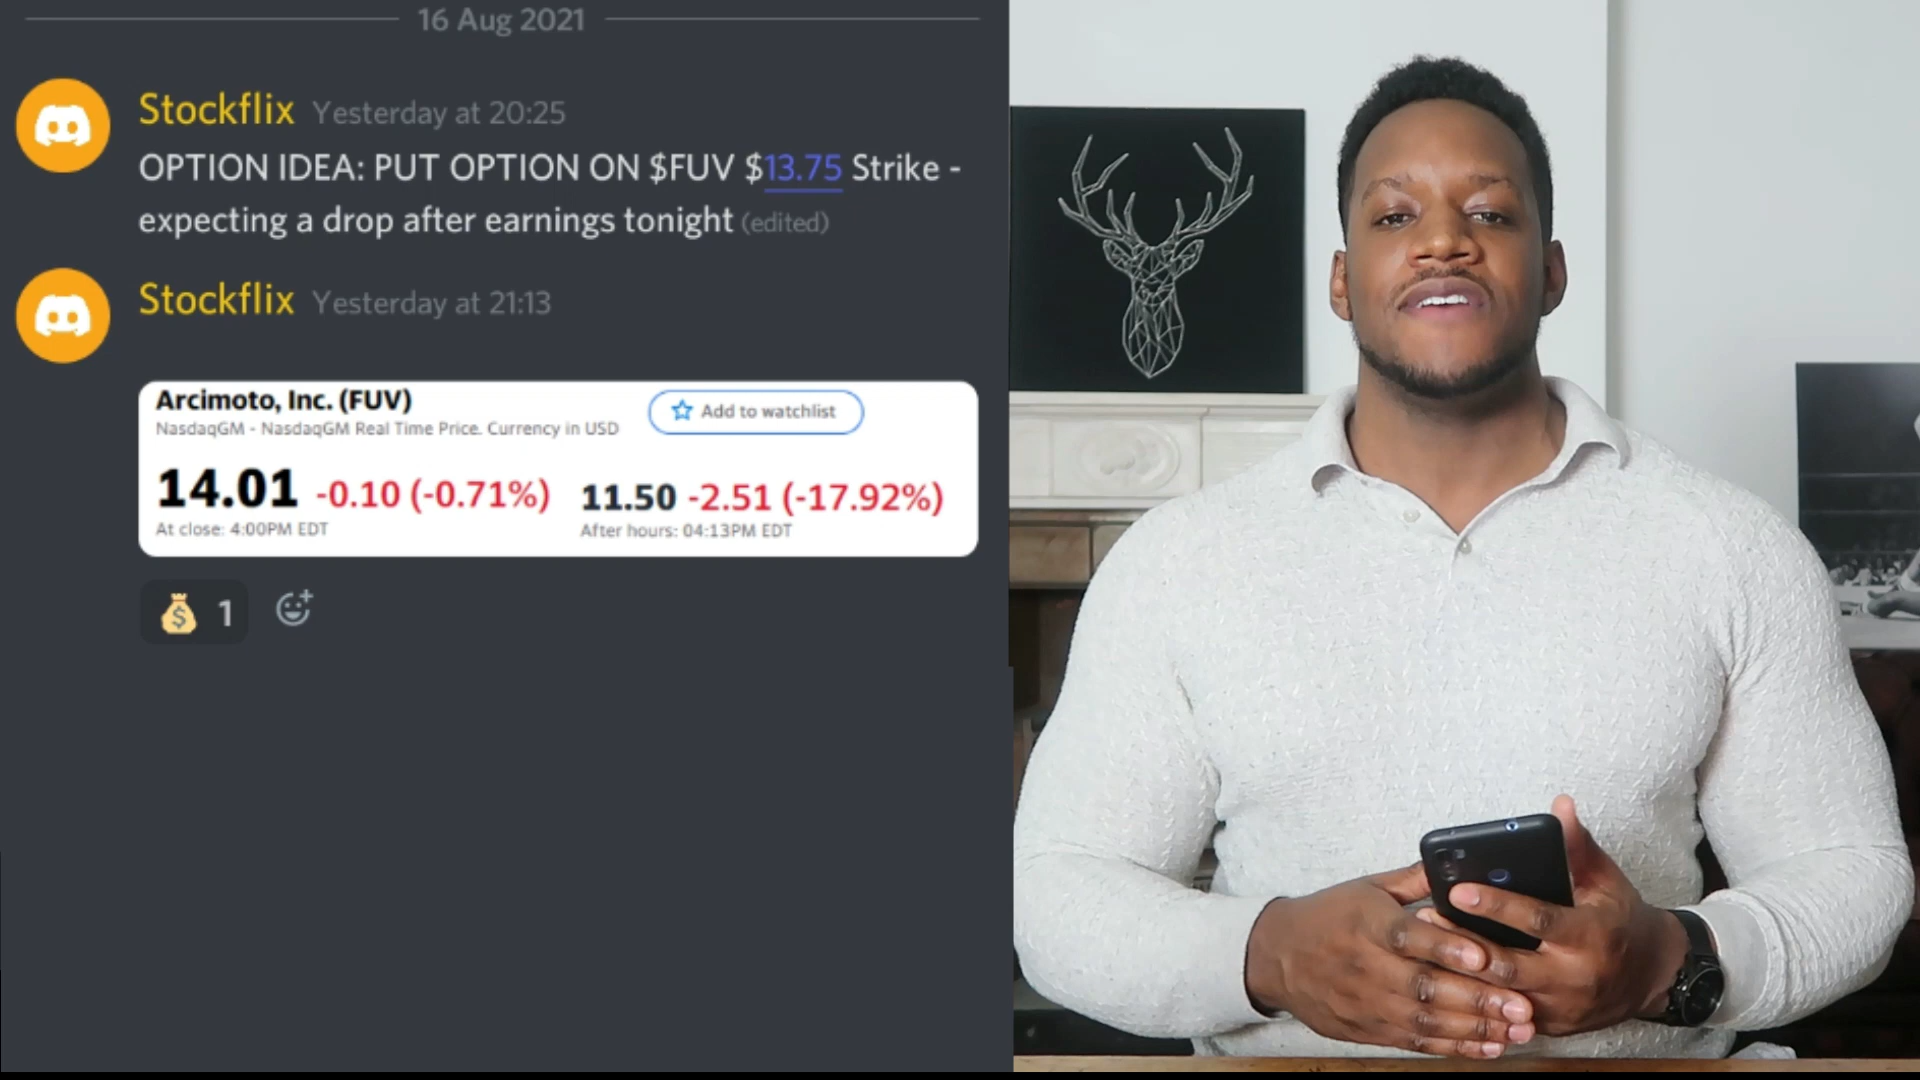 16 Aug 2021
Stockflix Yesterday at 20:25
OPTION IDEA: PUT OPTION ON $FUV $13.75 Strike -
expecting a drop after earnings tonight (edited)
Stockflix Yesterday at 21:13
Arcimoto, Inc. (FUV)
Add to watchlist
NasdaqGM - NasdaqGM Real Time Price. Currency in USD
14.01 -0.10 (-0.71%) 11.50 -2.51 (-17.92%)
At close: 4:00PM EDT After hours: 04:13PM EDT
1